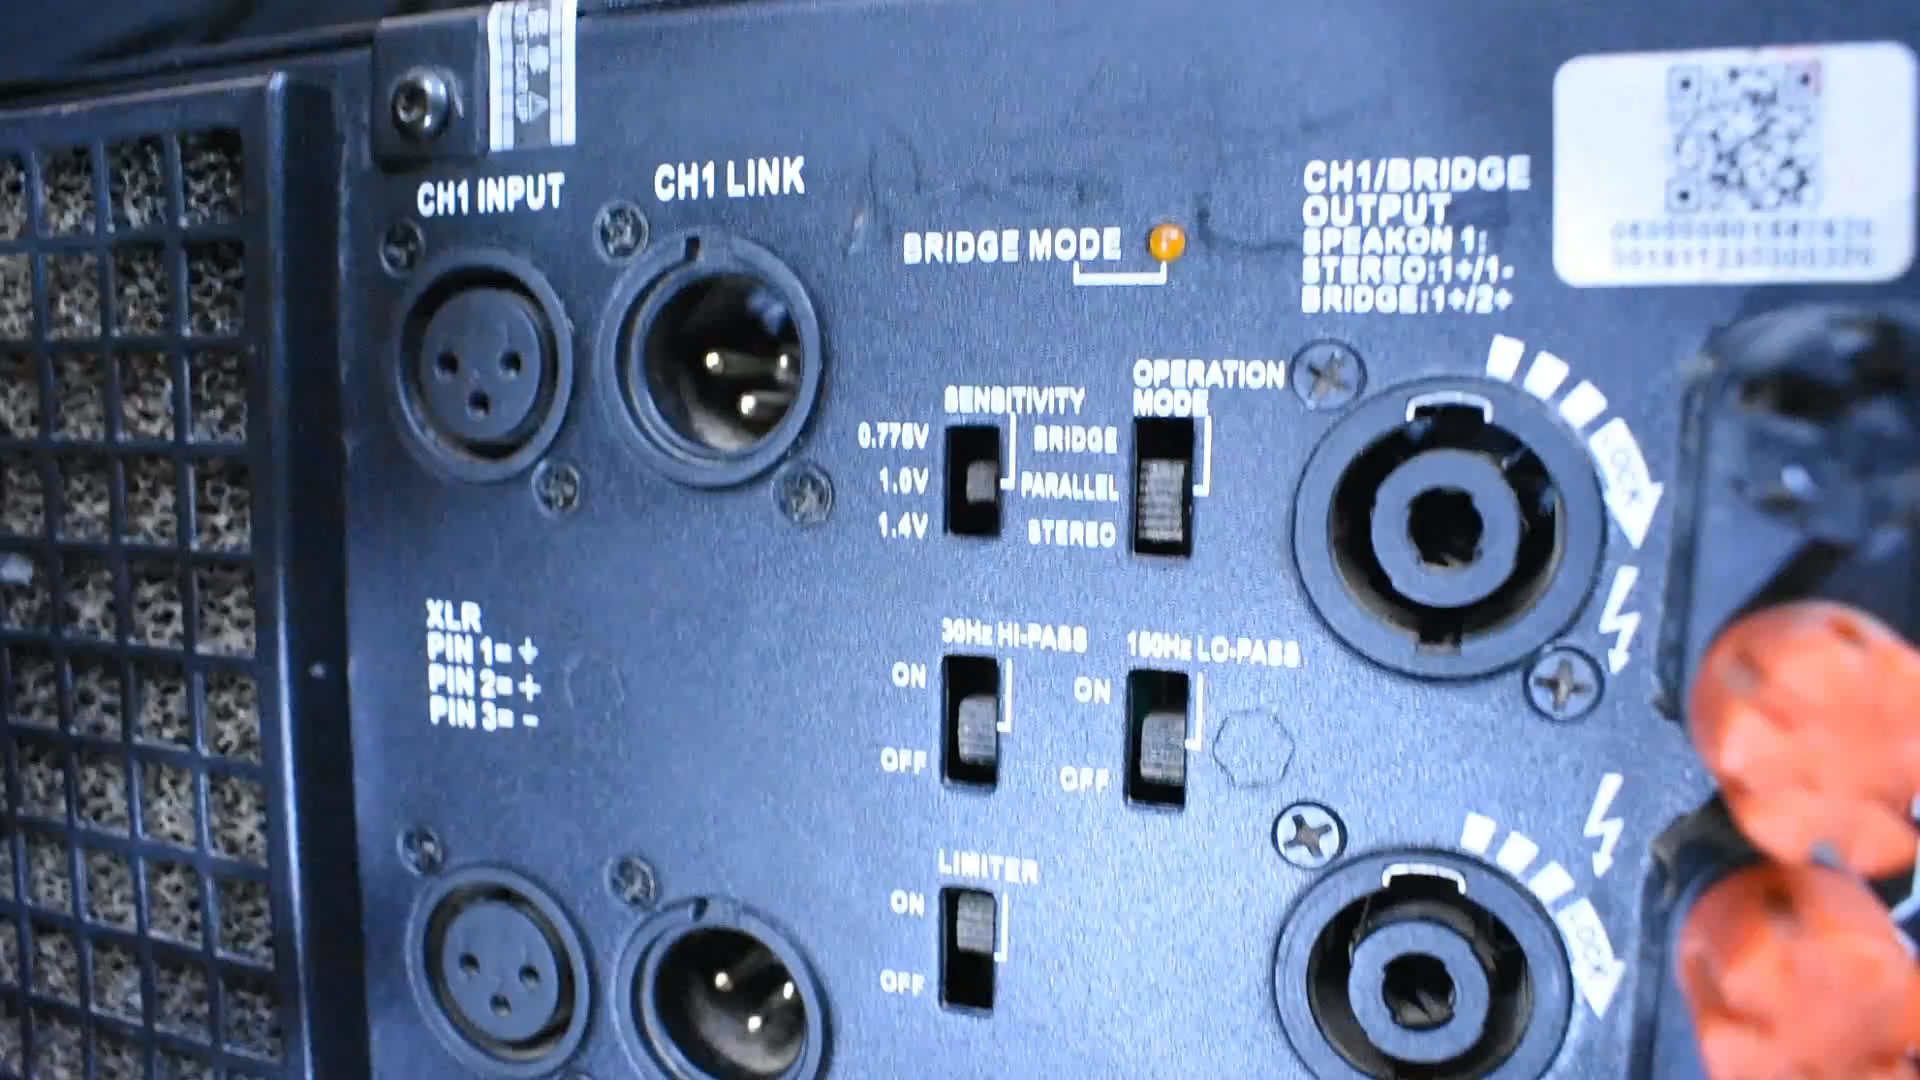 CH1 INPUT
CH1 LINK
BRIDGE MODE
CH1/BRIDGE
OUTPUT
SPEAKON 1:
STEREO:1+/1-
BRIDGE:1+/2+
LOCK
SENSITIVITY
0.775V
1.0V
1.4V
OPERATION
MODE
BRIDGE
PARALLEL
STEREO
XLR
PIN 1= +
PIN 2= +
PIN 3= -
30Hz HI-PASS
ON
OFF
150Hz LO-PASS
ON
OFF
LIMITER
ON
OFF
LOCK